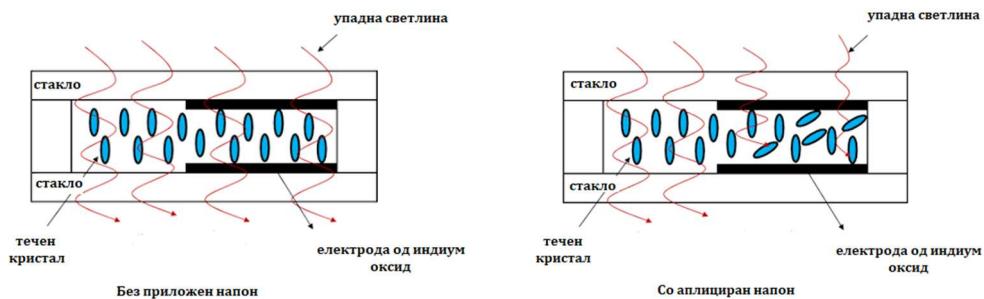 упадна светлина
стакло
стакло
течен
кристал
електрода од индиум
оксид
Без приложен напон
упадна светлина
стакло
стакло
течен
кристал
електрода од индиум
оксид
Со аплициран напон